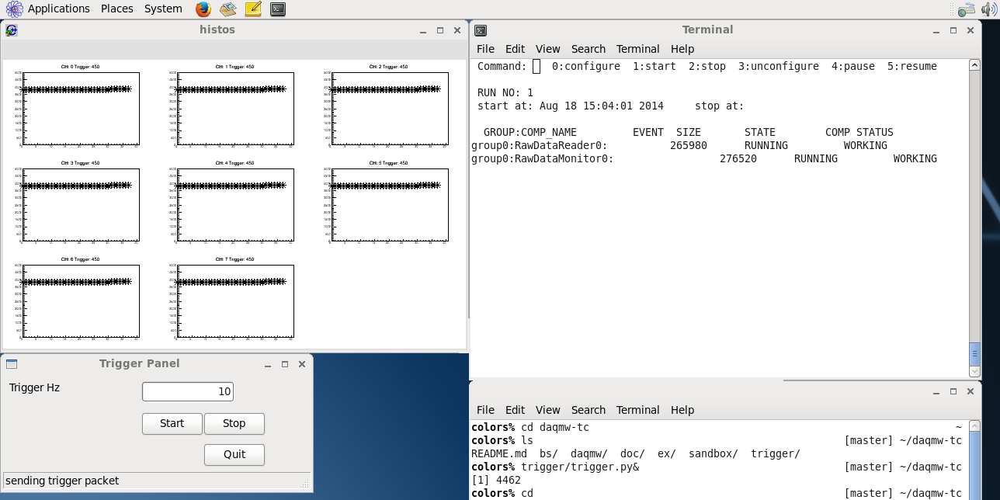 Applications Places System
histos
CH: 0 Trigger: 450
CH: 1 Trigger: 450
CH: 2 Trigger: 450
CH: 3 Trigger: 450
CH: 4 Trigger: 450
CH: 5 Trigger: 450
CH: 6 Trigger: 450
CH: 7 Trigger: 450
Trigger Panel
Trigger Hz
10
Start Stop
Quit
sending trigger packet
Terminal
File Edit View Search Terminal Help
Command: 0:configure 1:start 2:stop 3:unconfigure 4:pause 5:resume
RUN NO: 1
start at: Aug 18 15:04:01 2014 stop at:
GROUP:COMP_NAME EVENT SIZE STATE COMP STATUS
group0:RawDataReader0: 265980 RUNNING WORKING
group0:RawDataMonitor0: 276520 RUNNING WORKING
File Edit View Search Terminal Help
colors% cd daqmw-tc ~
colors% ls [master] ~/daqmw-tc
README.md bs/ daqmw/ doc/ ex/ sandbox/ trigger/
colors% trigger/trigger.py& [master] ~/daqmw-tc
[1] 4462
colors% cd [master] ~/daqmw-tc